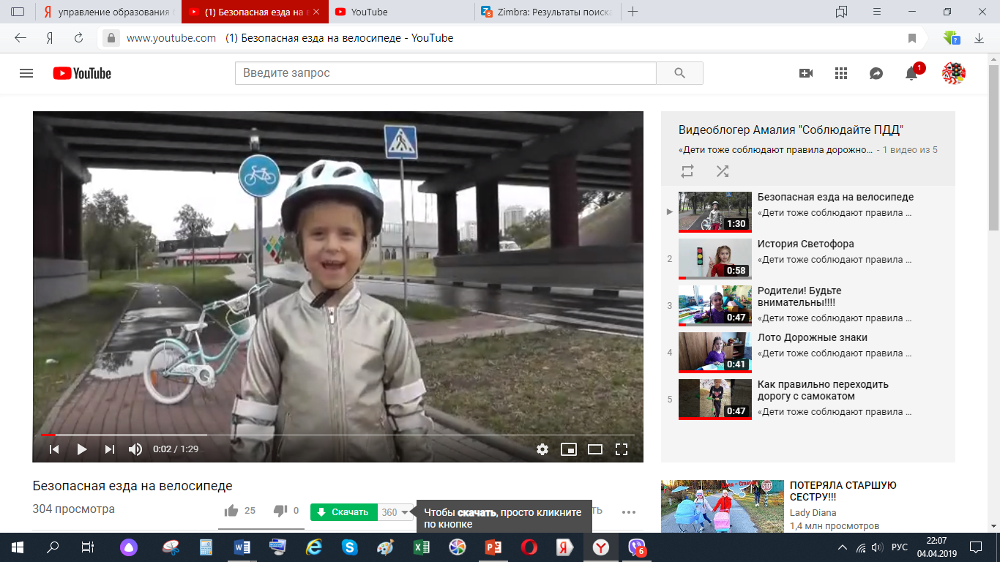 управление образования
(1) Безопасная езда на в
YouTube
Zimbra: Результаты поиска
6
Я
www.youtube.com (1) Безопасная езда на велосипеде - YouTube
?
YouTube
Введите запрос
1
Видеоблогер Амалия "Соблюдайте ПДД"
«Дети тоже соблюдают правила дорожно... - 1 видео из 5
Безопасная езда на велосипеде
«Дети тоже соблюдают правила ...
1:30
2
История Светофора
«Дети тоже соблюдают правила ...
0:58
3
Родители! Будьте
внимательны!!!!
«Дети тоже соблюдают правила ...
0:47
4
Лото Дорожные знаки
«Дети тоже соблюдают правила ...
0:41
5
Как правильно переходить
дорогу с самокатом
«Дети тоже соблюдают правила ...
0:47
0:02 / 1:29
Безопасная езда на велосипеде
304 просмотра
25
0
Скачать
360
Чтобы скачать, просто кликните
по кнопке
ТЬ
ПОТЕРЯЛА СТАРШУЮ
СЕСТРУ!!!
Lady Diana
1,4 млн просмотров
6
РУС
22:07
04.04.2019